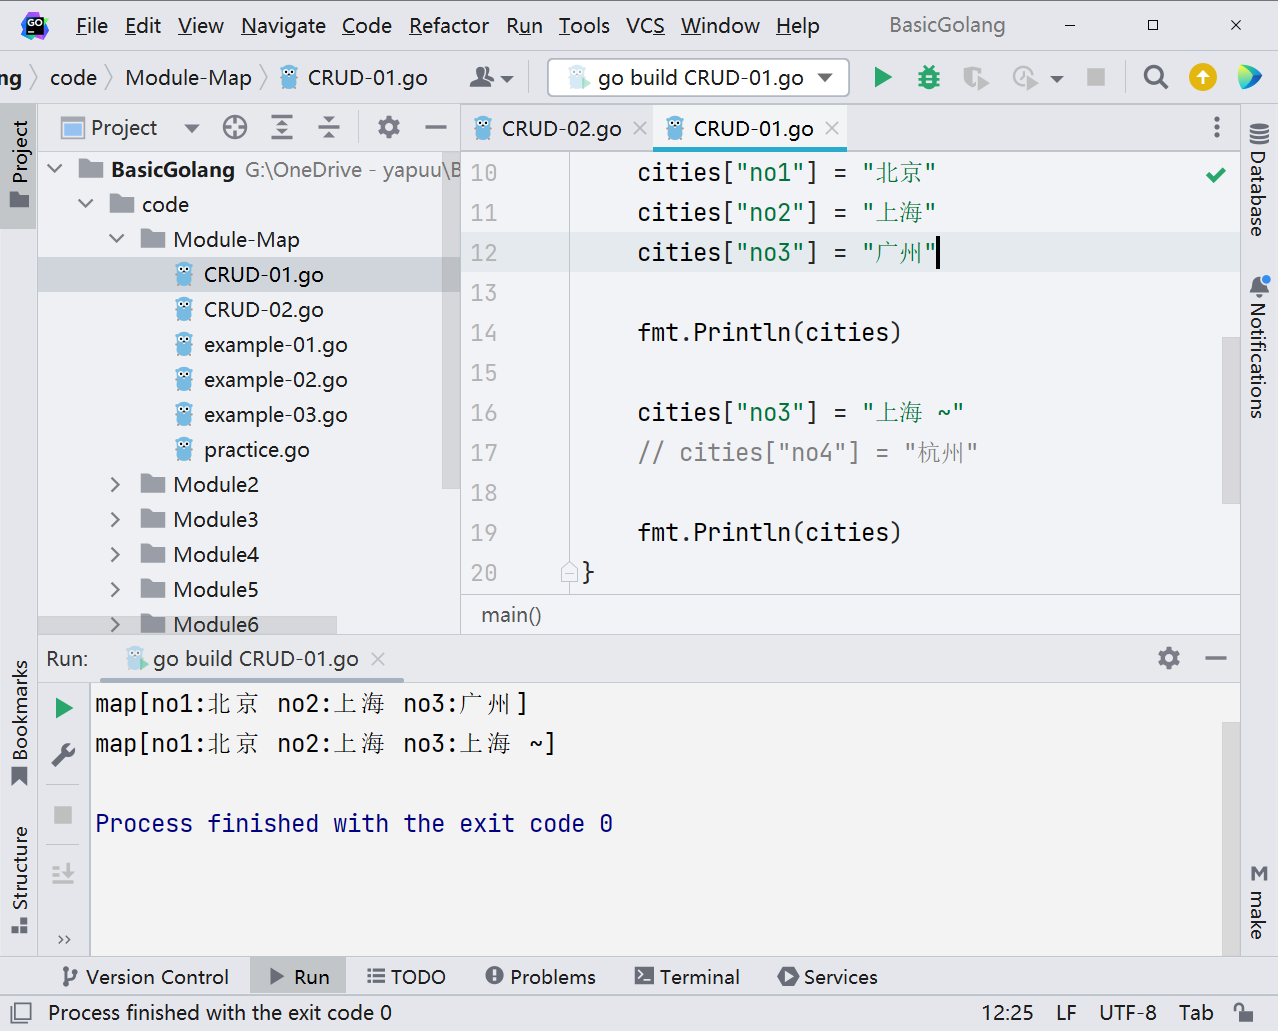 File Edit View Navigate Code Refactor Run Tools VCS Window Help BasicGolang
ng code Module-Map CRUD-01.go go build CRUD-01.go
Project
CRUD-02.go CRUD-01.go
BasicGolang G:\OneDrive - yapuu\B
code
Module-Map
CRUD-01.go
CRUD-02.go
example-01.go
example-02.go
example-03.go
practice.go
Module2
Module3
Module4
Module5
Module6
10 cities["no1"] = "北京"
11 cities["no2"] = "上海"
12 cities["no3"] = "广州"
13
14 fmt.Println(cities)
15
16 cities["no3"] = "上海 ~"
17 // cities["no4"] = "杭州"
18
19 fmt.Println(cities)
20 }
main()
Project
Bookmarks
Structure
Database
Notifications
make
Run: go build CRUD-01.go
map[no1:北京 no2:上海 no3:广州]
map[no1:北京 no2:上海 no3:上海 ~]
Process finished with the exit code 0
Version Control Run TODO Problems Terminal Services
Process finished with the exit code 0 12:25 LF UTF-8 Tab